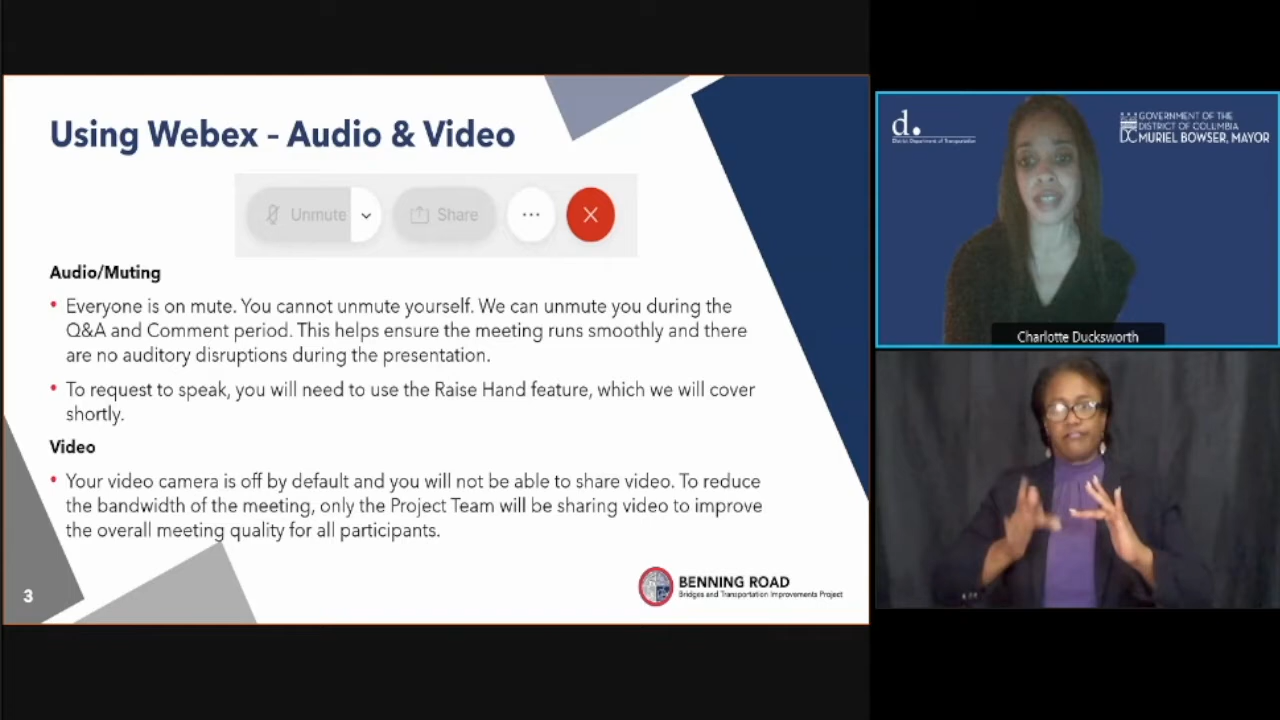 Using Webex - Audio & Video
Unmute
Share
Audio/Muting
• Everyone is on mute. You cannot unmute yourself. We can unmute you during the
Q&A and Comment period. This helps ensure the meeting runs smoothly and there
are no auditory disruptions during the presentation.
• To request to speak, you will need to use the Raise Hand feature, which we will cover
shortly.
Video
• Your video camera is off by default and you will not be able to share video. To reduce
the bandwidth of the meeting, only the Project Team will be sharing video to improve
the overall meeting quality for all participants.
3
BENNING ROAD
Bridges and Transportation Improvements Project
d.
District Department of Transportation
GOVERNMENT OF THE
DISTRICT OF COLUMBIA
DC MURIEL BOWSER, MAYOR
Charlotte Ducksworth